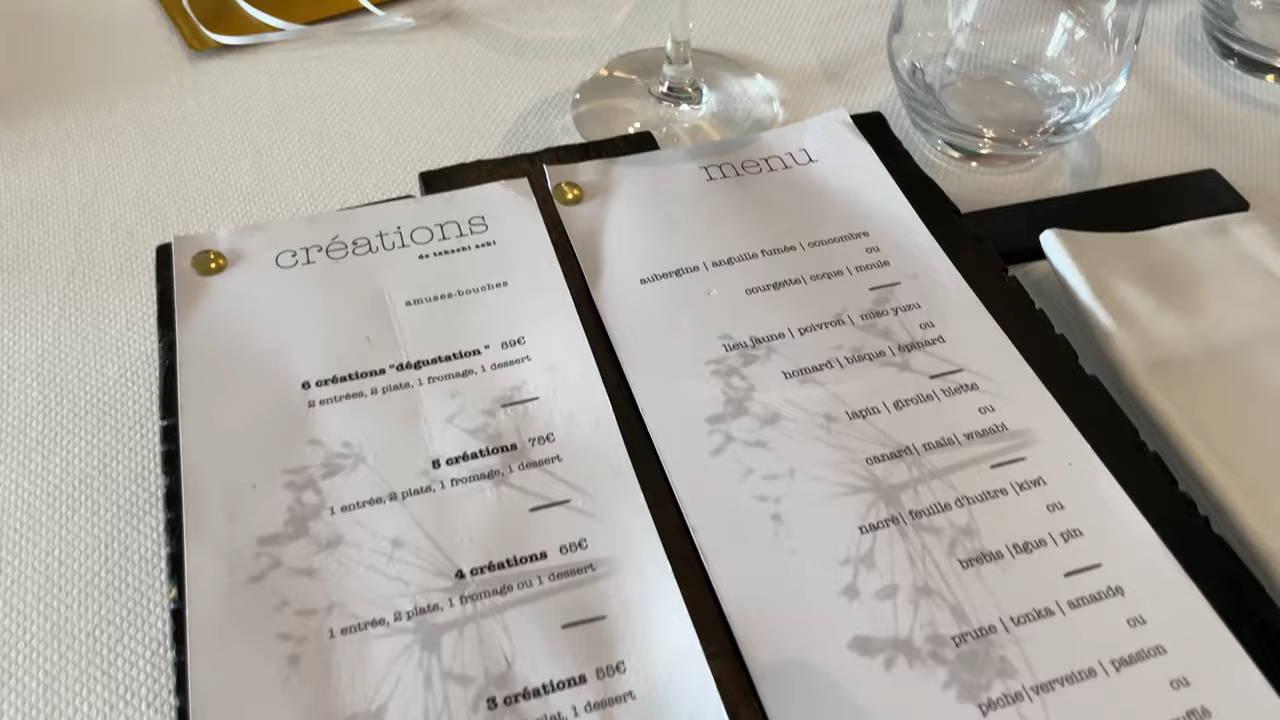 créations
de takashi aoki
amuses-bouches
6 créations "dégustation" 89€
2 entrées, 2 plats, 1 fromage, 1 dessert
5 créations 75€
1 entrée, 2 plats, 1 fromage, 1 dessert
4 créations 65€
1 entrée, 2 plats, 1 fromage ou 1 dessert
3 créations 55€
plat, 1 dessert
menu
aubergine | anguille fumée | concombre
ou
courgette | coque | moule
lieu jaune | poivron | miso yuzu
ou
homard | bisque | épinard
lapin | girolle | blette
ou
canard | maïs | wasabi
nacré | feuille d'huitre | kiwi
ou
brebis | figue | pin
prune | tonka | amande
ou
pêche | verveine | passion
ou